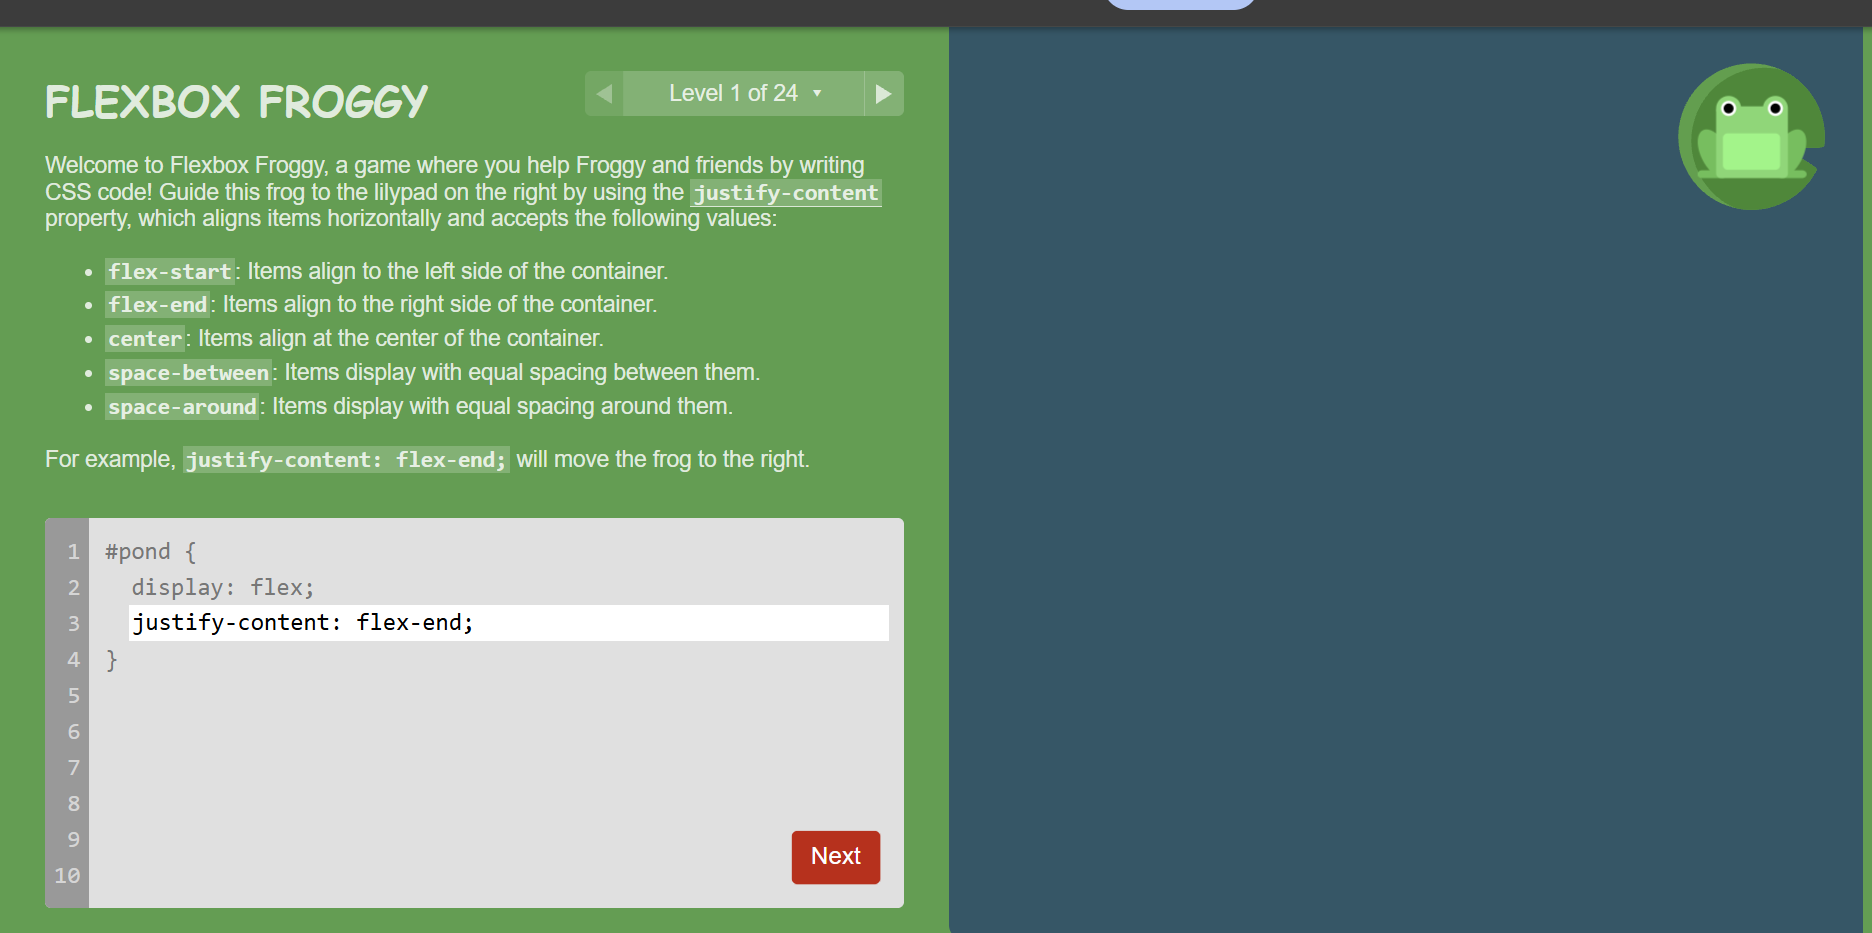 FLEXBOX FROGGY
Level 1 of 24 ▾
Welcome to Flexbox Froggy, a game where you help Froggy and friends by writing
CSS code! Guide this frog to the lilypad on the right by using the justify-content
property, which aligns items horizontally and accepts the following values:
• flex-start: Items align to the left side of the container.
• flex-end: Items align to the right side of the container.
• center: Items align at the center of the container.
• space-between: Items display with equal spacing between them.
• space-around: Items display with equal spacing around them.
For example, justify-content: flex-end; will move the frog to the right.
1 #pond {
2 display: flex;
3 justify-content: flex-end;
4 }
5
6
7
8
9
10
Next